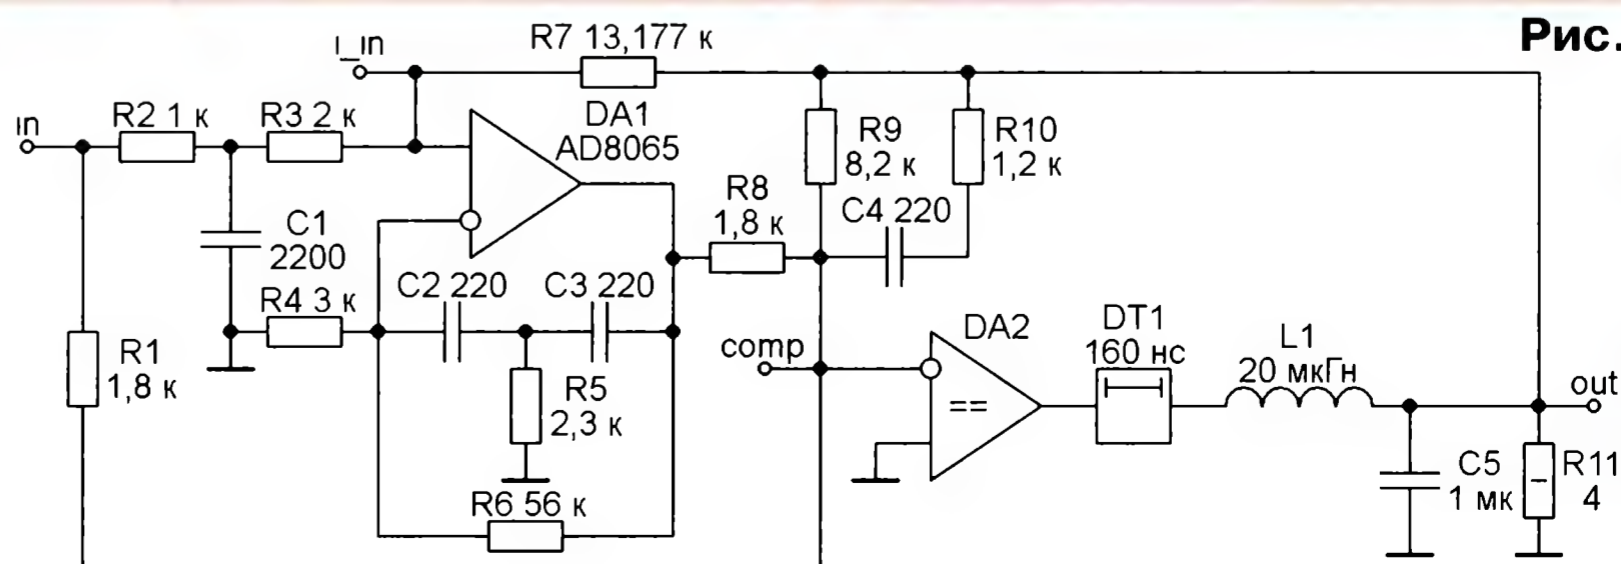 Рис.
i_in
R7 13,177 к
in
R2 1 к
R3 2 к
DA1
AD8065
R9
8,2 к
R10
1,2 к
R8
1,8 к
C4 220
C1
2200
R4 3 к
C2 220
C3 220
R1
1,8 к
R5
2,3 к
R6 56 к
comp
DA2
==
DT1
160 нс
L1
20 мкГн
out
C5
1 мк
R11
4